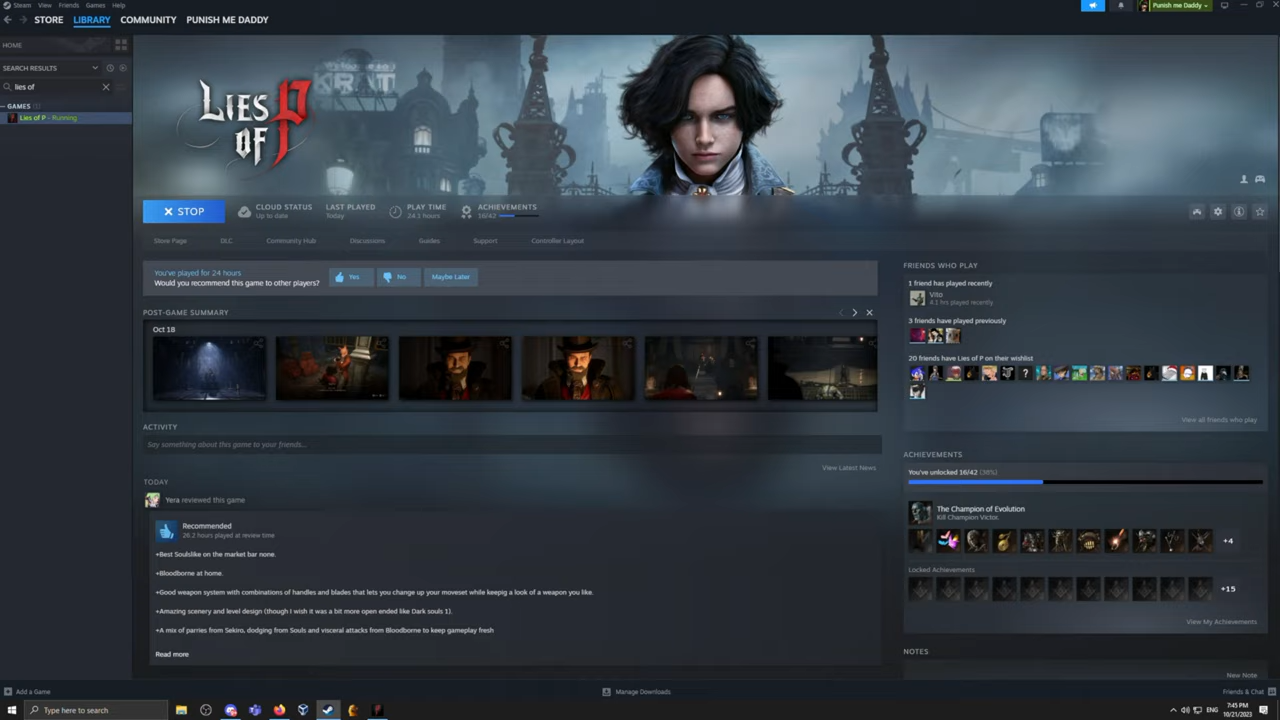 Steam View Friends Games Help
Punish me Daddy
STORE LIBRARY COMMUNITY PUNISH ME DADDY
HOME
SEARCH RESULTS
lies of
GAMES
Lies of P - Running
KRAT
LIES OF P
STOP
CLOUD STATUS
Up to date
LAST PLAYED
Today
PLAY TIME
24.1 hours
ACHIEVEMENTS
16/42
Store Page DLC Community Hub Discussions Guides Support Controller Layout
You've played for 24 hours
Would you recommend this game to other players?
Yes No Maybe Later
POST-GAME SUMMARY
Oct 18
ACTIVITY
Say something about this game to your friends...
View Latest News
TODAY
Yera reviewed this game
Recommended
26.2 hours played at review time
+Best Soulslike on the market bar none.
+Bloodborne at home.
+Good weapon system with combinations of handles and blades that lets you change up your moveset while keepig a look of a weapon you like.
+Amazing scenery and level design (though I wish it was a bit more open ended like Dark souls 1).
+A mix of parries from Sekiro, dodging from Souls and visceral attacks from Bloodborne to keep gameplay fresh
Read more
FRIENDS WHO PLAY
1 friend has played recently
Vito
4.1 hrs played recently
3 friends have played previously
20 friends have Lies of P on their wishlist
?
View all friends who play
ACHIEVEMENTS
You've unlocked 16/42 (38%)
The Champion of Evolution
Kill Champion Victor.
+4
Locked Achievements
+15
View My Achievements
NOTES
New Note
Add a Game
Manage Downloads
Friends & Chat
Type here to search
ENG
7:45 PM
10/21/2023